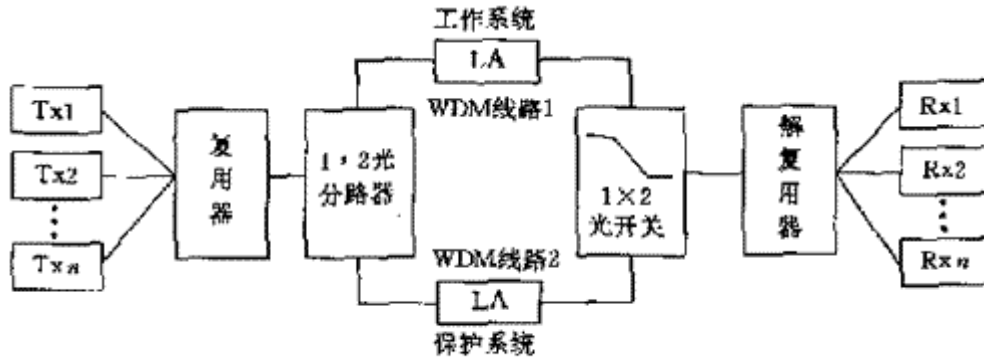 工作系统
LA
WDM线路1
Tx1
Tx2
Txn
复用器
1:2光
分路器
1×2
光开关
解复用器
Rx1
Rx2
Rxn
WDM线路2
LA
保护系统